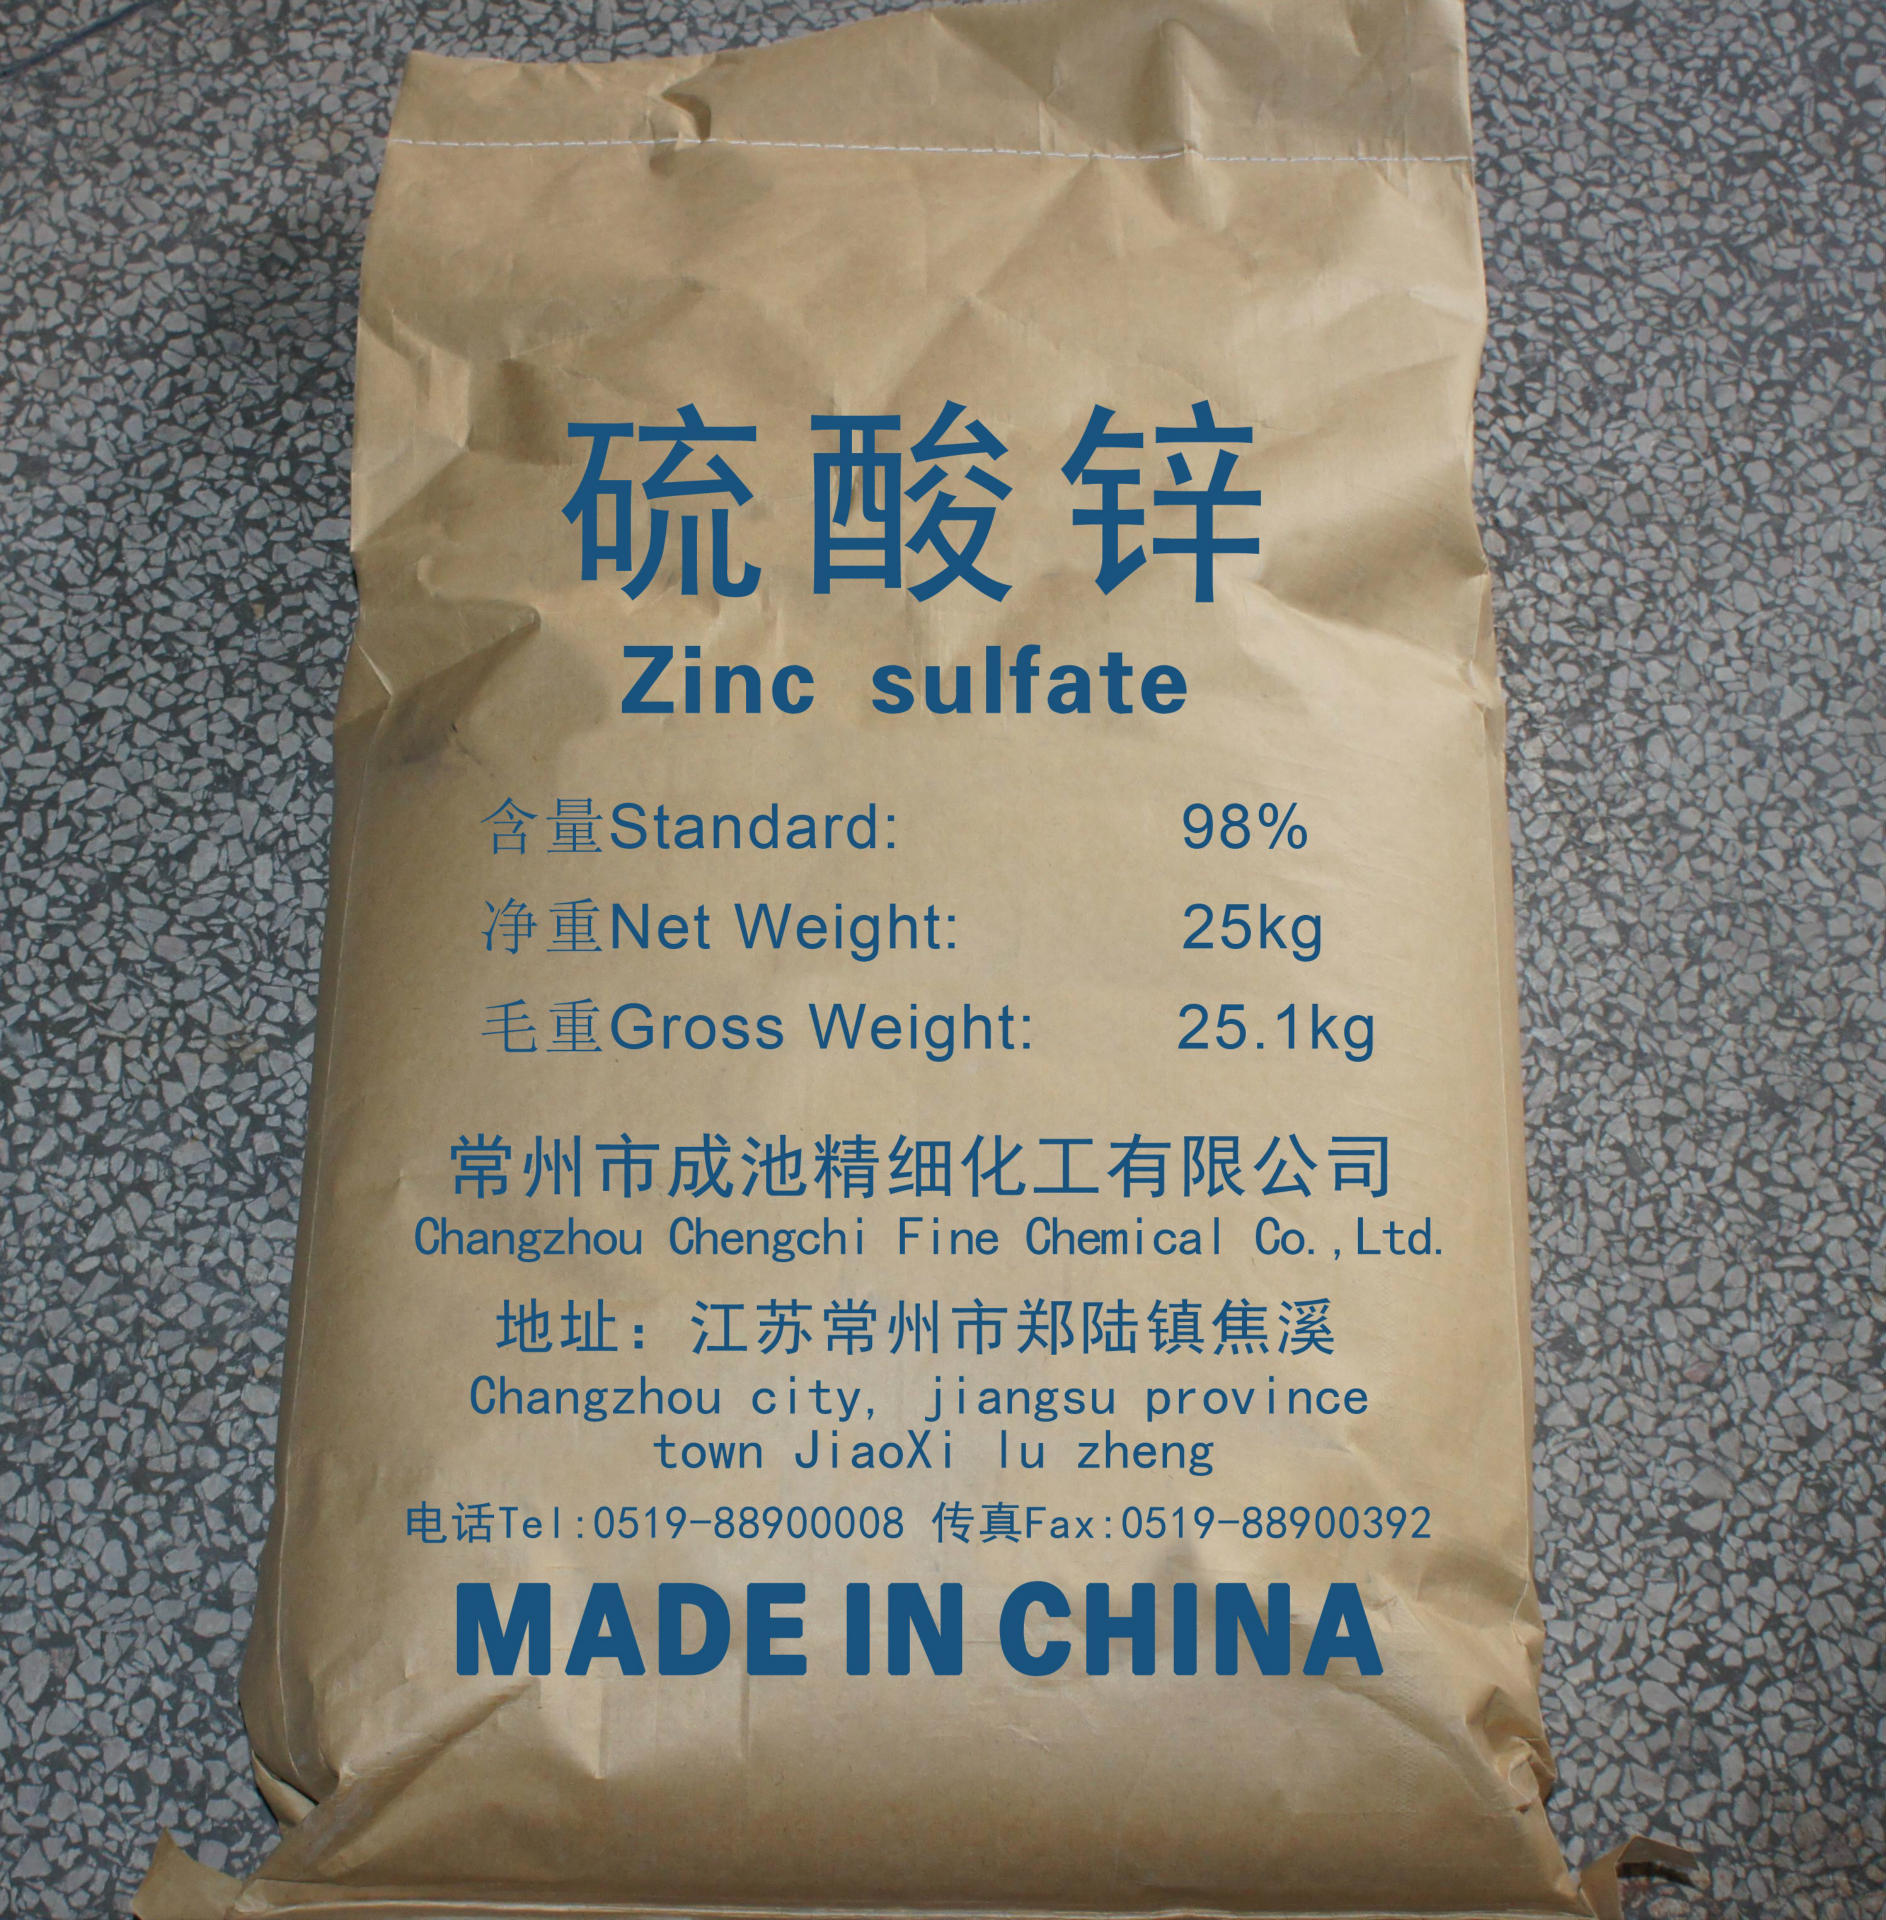 硫酸锌
Zinc sulfate
含量Standard: 98%
净重Net Weight: 25kg
毛重Gross Weight: 25.1kg
常州市成池精细化工有限公司
Changzhou Chengchi Fine Chemical Co.,Ltd.
地址：江苏常州市郑陆镇焦溪
Changzhou city, jiangsu province
town JiaoXi lu zheng
电话Tel:0519-88900008 传真Fax:0519-88900392
MADE IN CHINA